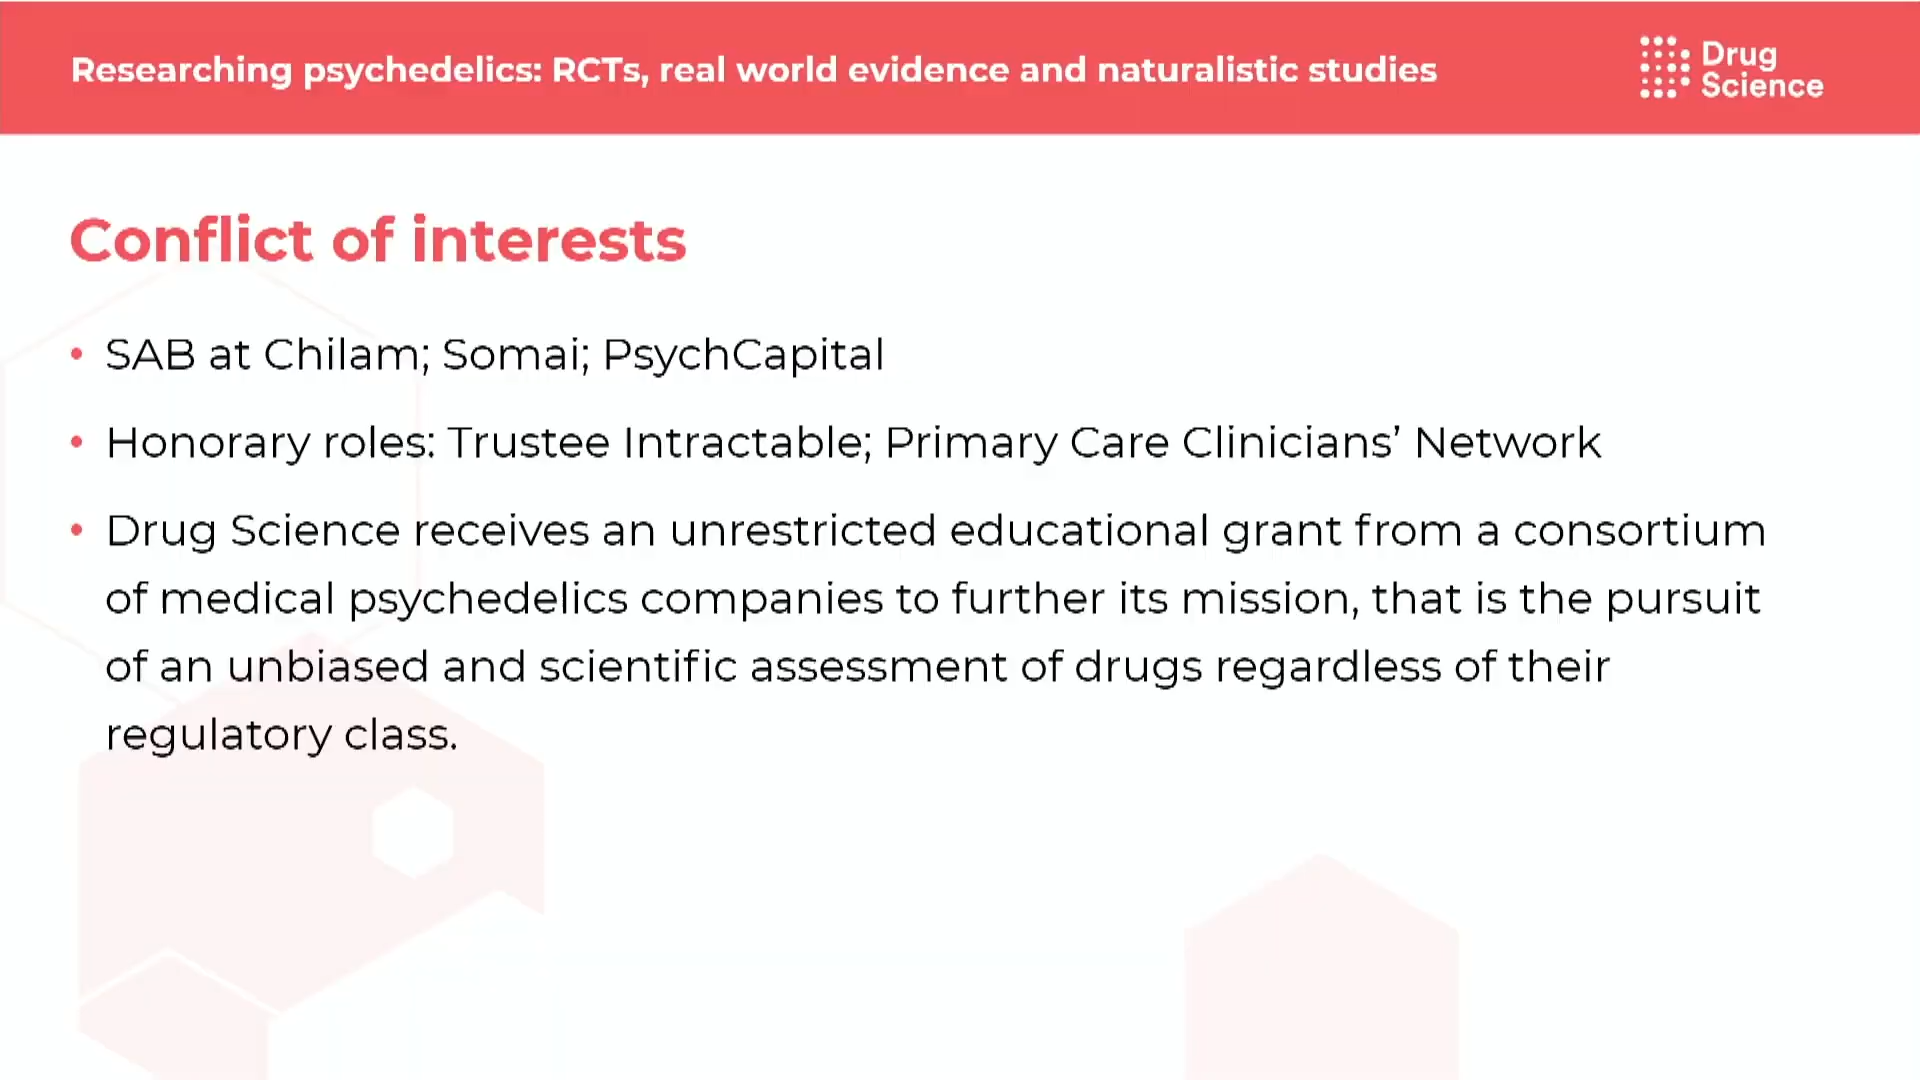 Researching psychedelics: RCTs, real world evidence and naturalistic studies
Drug
Science
Conflict of interests
• SAB at Chilam; Somai; PsychCapital
• Honorary roles: Trustee Intractable; Primary Care Clinicians’ Network
• Drug Science receives an unrestricted educational grant from a consortium
of medical psychedelics companies to further its mission, that is the pursuit
of an unbiased and scientific assessment of drugs regardless of their
regulatory class.